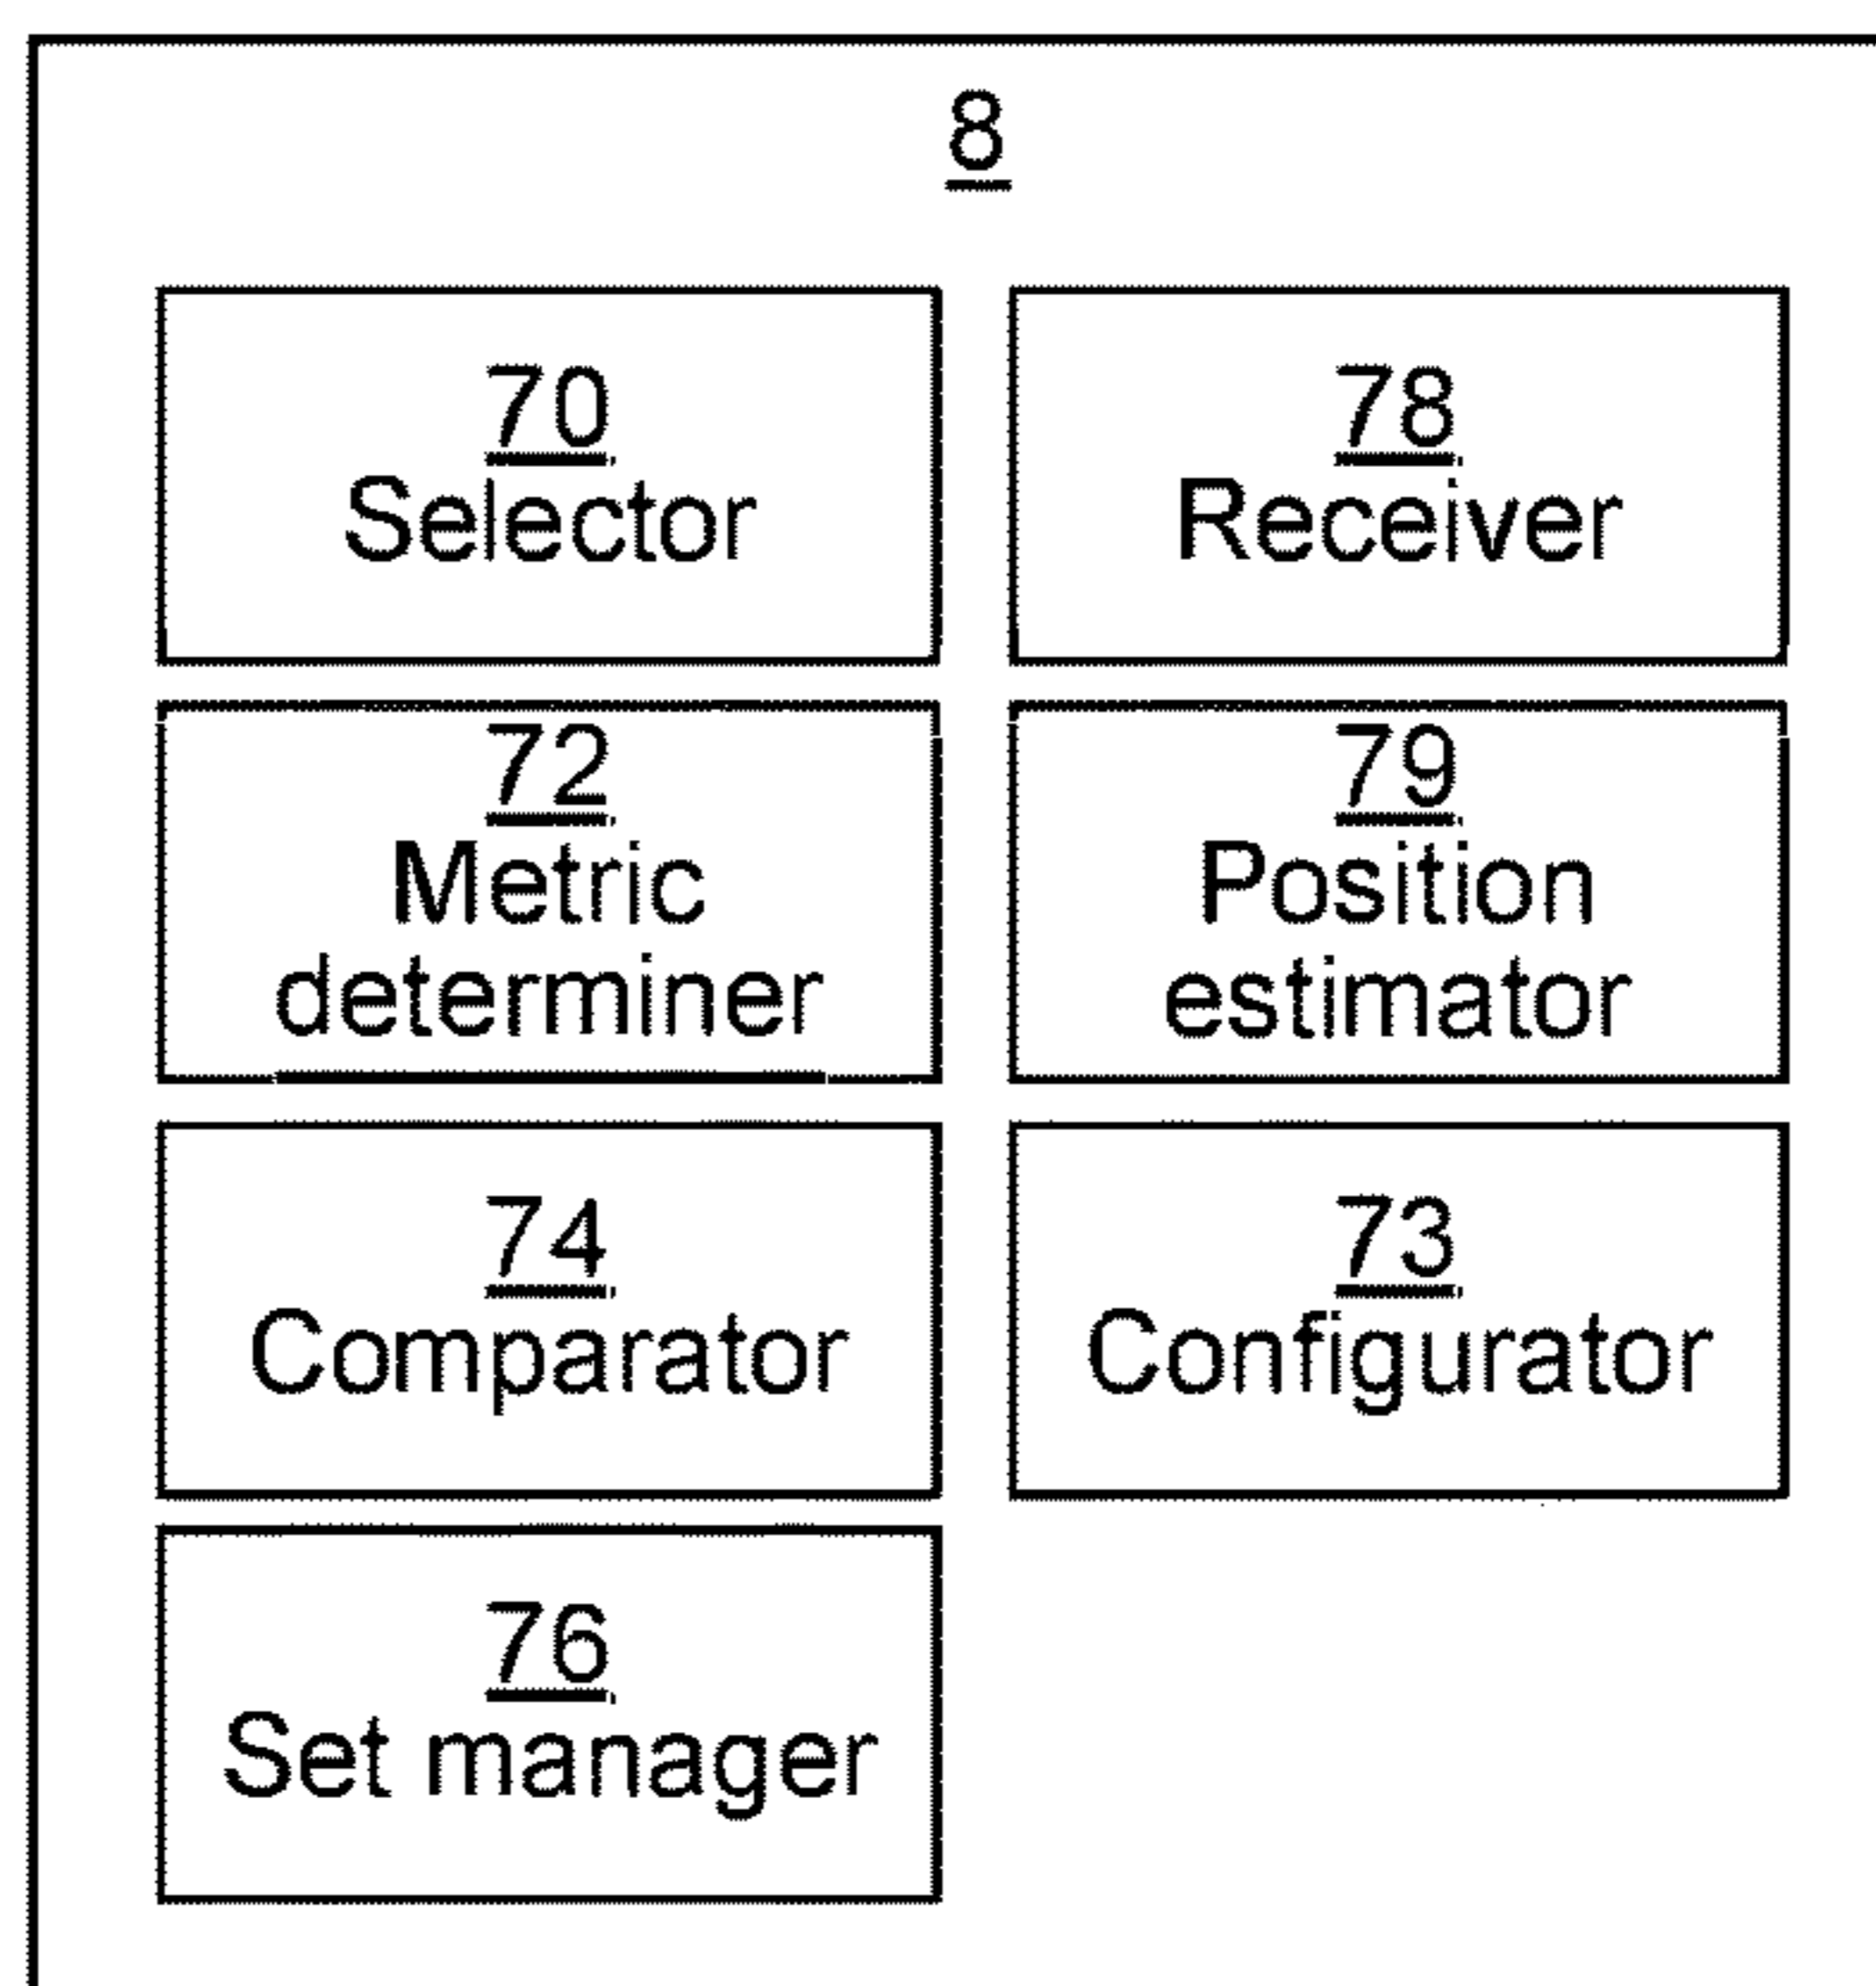 8
70
Selector
78
Receiver
72
Metric
determiner
79
Position
estimator
74
Comparator
73
Configurator
76
Set manager